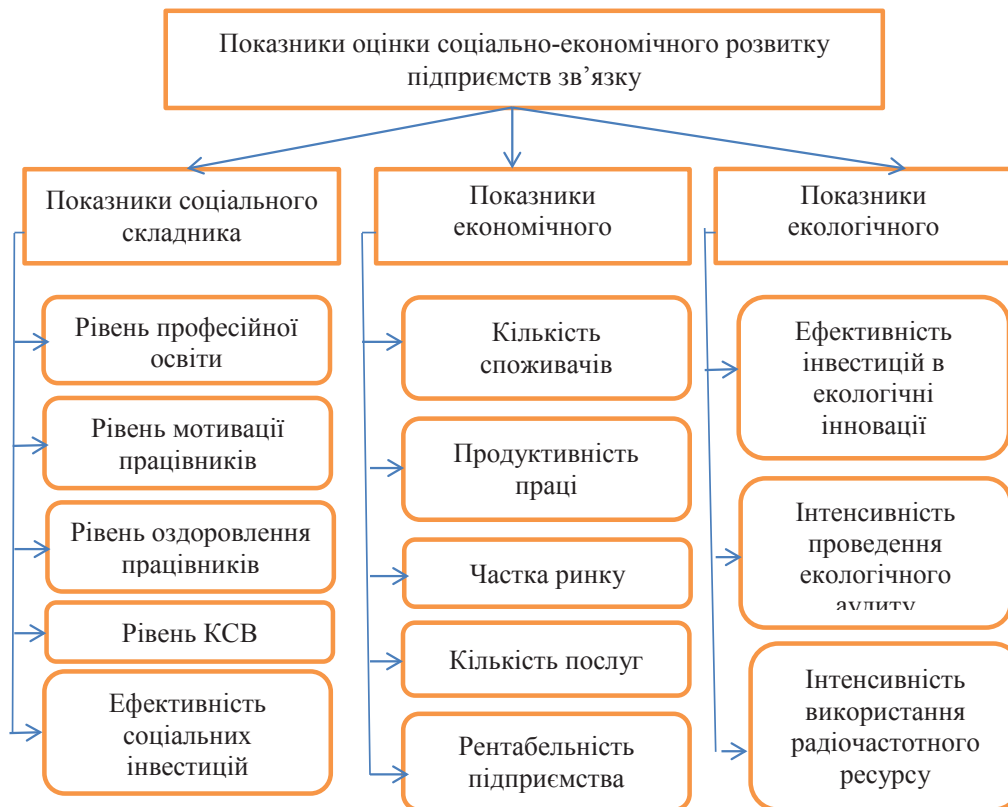 Показники оцінки соціально-економічного розвитку
підприємств зв’язку
Показники соціального
складника
Рівень професійної
освіти
Рівень мотивації
працівників
Рівень оздоровлення
працівників
Рівень КСВ
Ефективність
соціальних
інвестицій
Показники
економічного
Кількість
споживачів
Продуктивність
праці
Частка ринку
Кількість послуг
Рентабельність
підприємства
Показники
екологічного
Ефективність
інвестицій в
екологічні
інновації
Інтенсивність
проведення
екологічного
аудиту
Інтенсивність
використання
радіочастотного
ресурсу